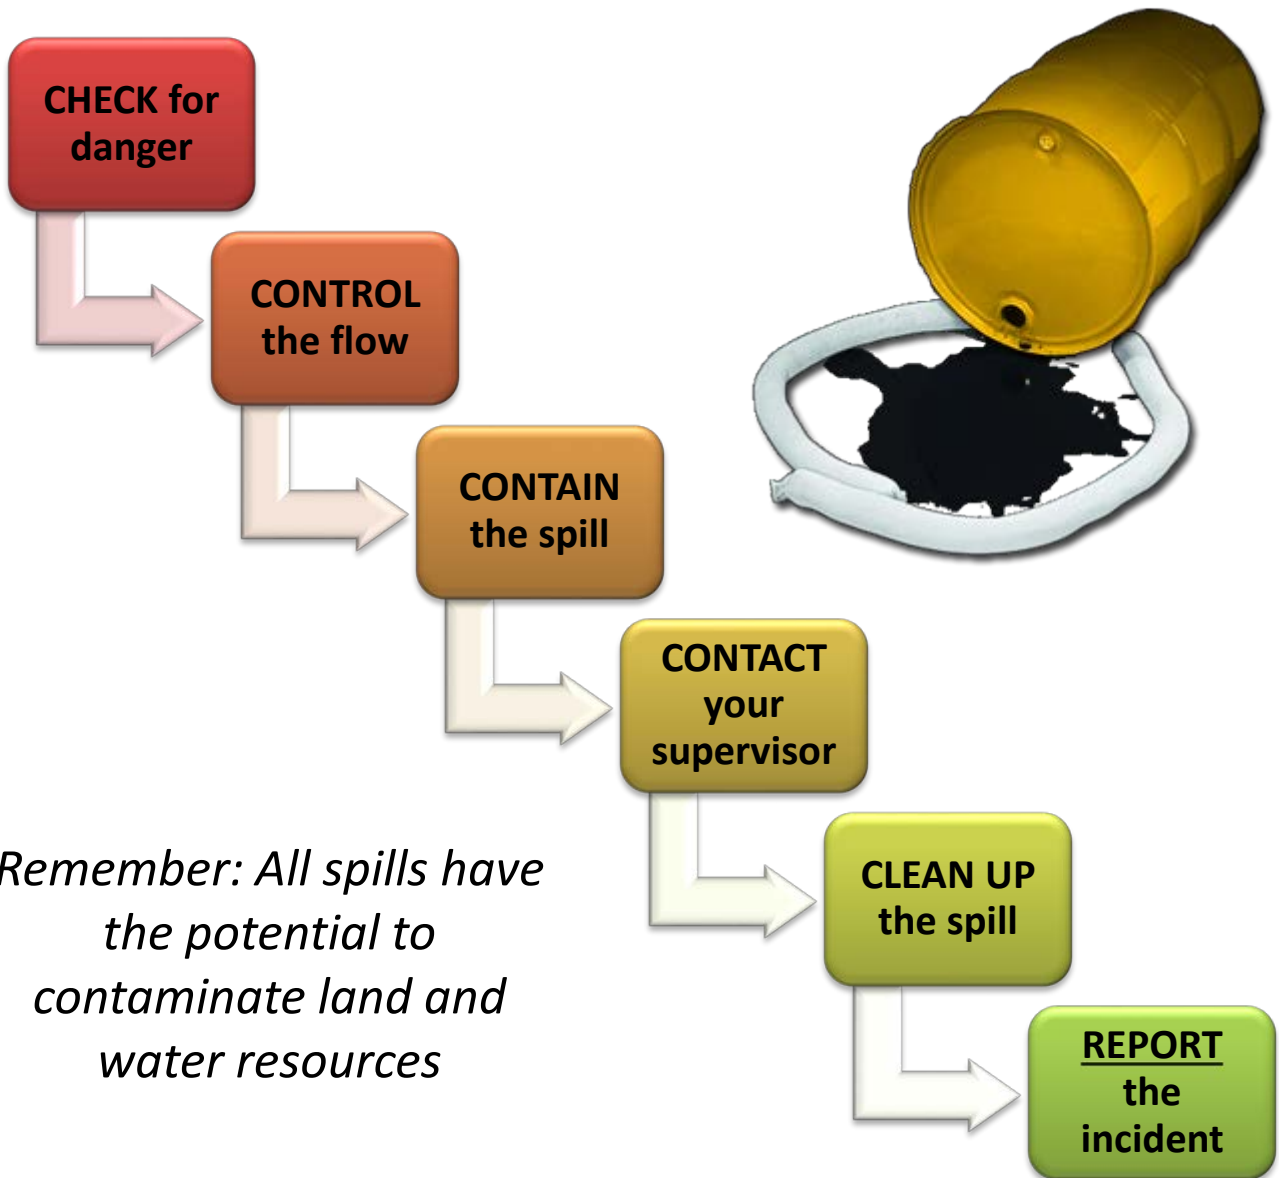 CHECK for
danger
CONTROL
the flow
CONTAIN
the spill
CONTACT
your
supervisor
CLEAN UP
the spill
REPORT
the
incident
Remember: All spills have
the potential to
contaminate land and
water resources